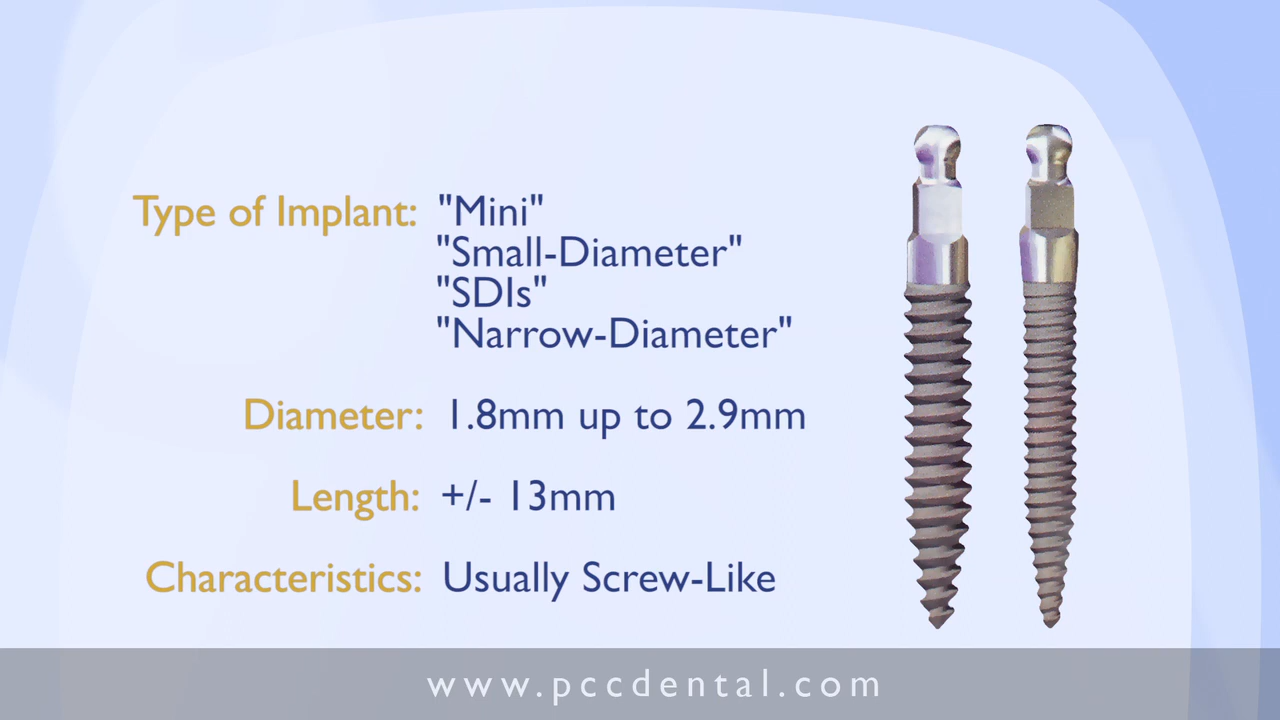 Type of Implant: "Mini"
"Small-Diameter"
"SDIs"
"Narrow-Diameter"
Diameter: 1.8mm up to 2.9mm
Length: +/- 13mm
Characteristics: Usually Screw-Like
www.pccdental.com